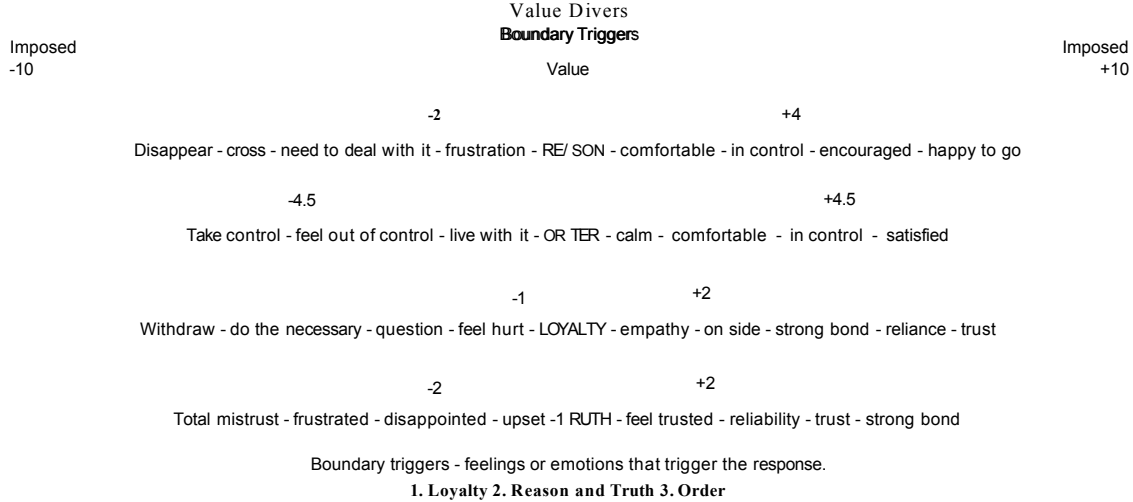 Value Divers
Boundary Triggers
Imposed Imposed
-10 Value +10
-2 +4
Disappear - cross - need to deal with it - frustration - RE/ SON - comfortable - in control - encouraged - happy to go
-4.5 +4.5
Take control - feel out of control - live with it - OR TER - calm - comfortable - in control - satisfied
-1 +2
Withdraw - do the necessary - question - feel hurt - LOYALTY - empathy - on side - strong bond - reliance - trust
-2 +2
Total mistrust - frustrated - disappointed - upset -1 RUTH - feel trusted - reliability - trust - strong bond
Boundary triggers - feelings or emotions that trigger the response.
1. Loyalty 2. Reason and Truth 3. Order